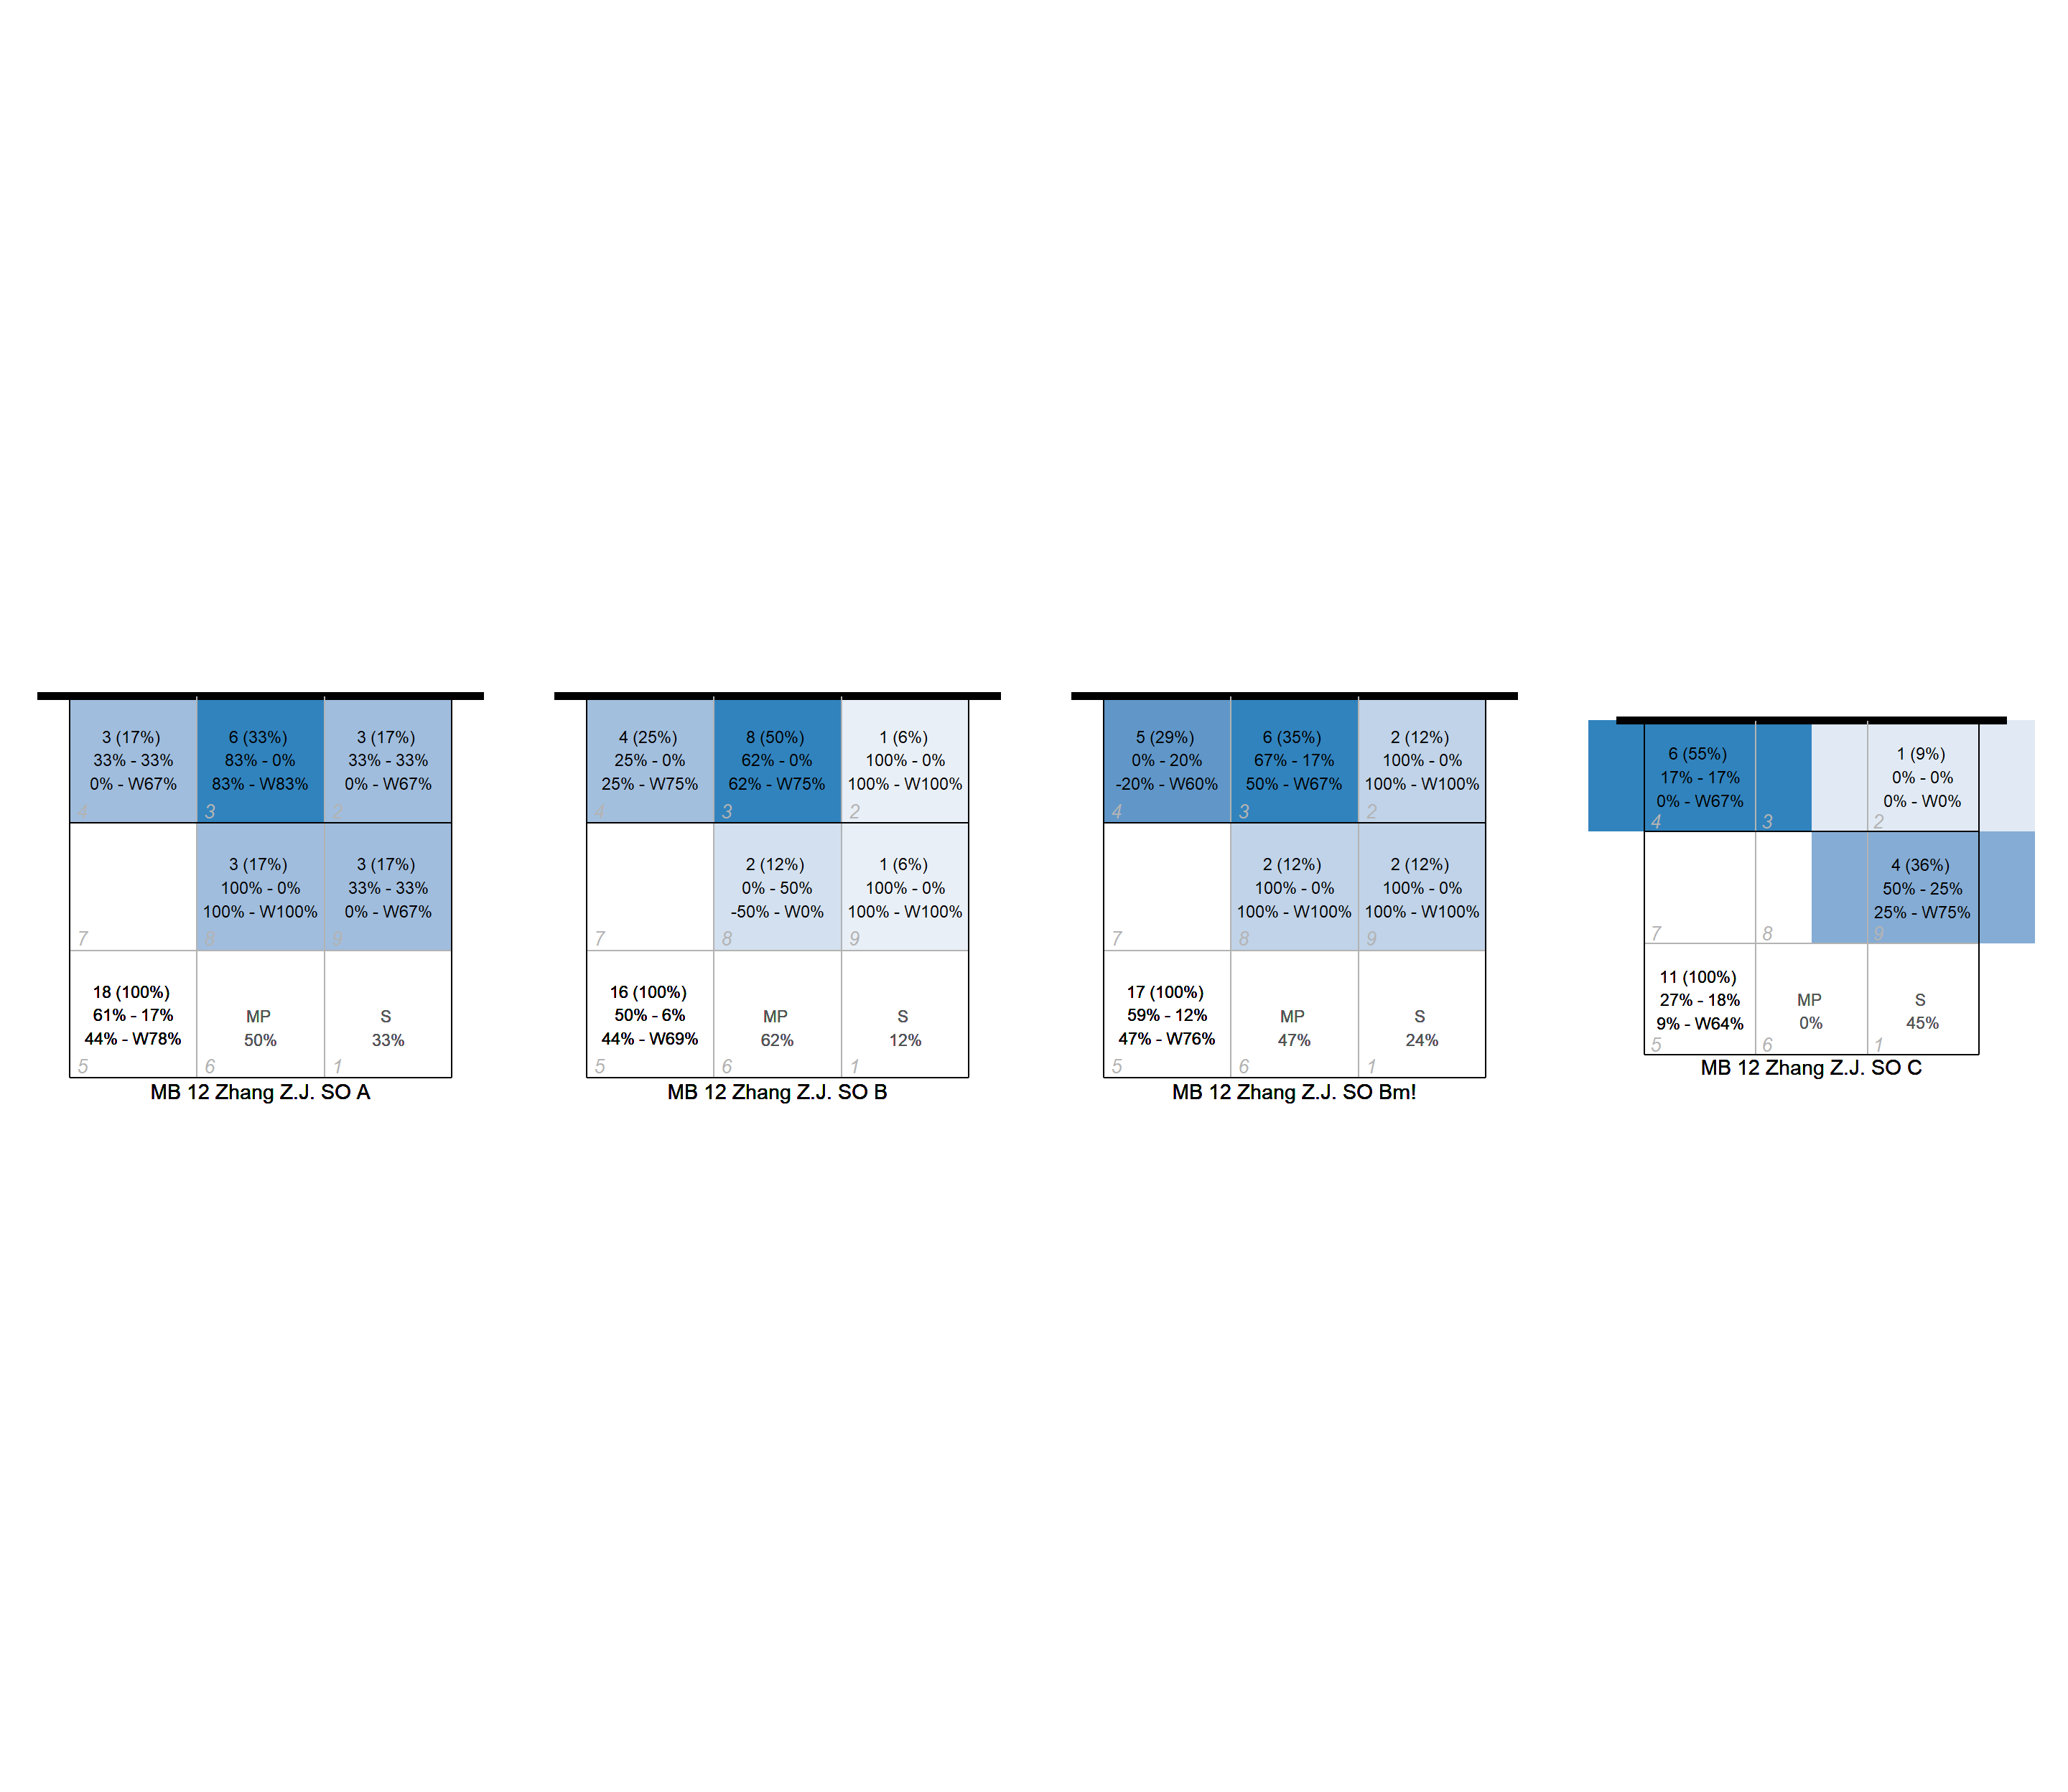 3 (17%)
33% - 33%
0% - W67%
4
6 (33%)
83% - 0%
83% - W83%
3
3 (17%)
33% - 33%
0% - W67%
2
7
3 (17%)
100% - 0%
100% - W100%
8
3 (17%)
33% - 33%
0% - W67%
9
18 (100%)
61% - 17%
44% - W78%
5
MP
50%
6
S
33%
1
MB 12 Zhang Z.J. SO A
4 (25%)
25% - 0%
25% - W75%
4
8 (50%)
62% - 0%
62% - W75%
3
1 (6%)
100% - 0%
100% - W100%
2
7
2 (12%)
0% - 50%
-50% - W0%
8
1 (6%)
100% - 0%
100% - W100%
9
16 (100%)
50% - 6%
44% - W69%
5
MP
62%
6
S
12%
1
MB 12 Zhang Z.J. SO B
5 (29%)
0% - 20%
-20% - W60%
4
6 (35%)
67% - 17%
50% - W67%
3
2 (12%)
100% - 0%
100% - W100%
2
7
2 (12%)
100% - 0%
100% - W100%
8
2 (12%)
100% - 0%
100% - W100%
9
17 (100%)
59% - 12%
47% - W76%
5
MP
47%
6
S
24%
1
MB 12 Zhang Z.J. SO Bm!
6 (55%)
17% - 17%
0% - W67%
4
3
1 (9%)
0% - 0%
0% - W0%
2
7
8
4 (36%)
50% - 25%
25% - W75%
9
11 (100%)
27% - 18%
9% - W64%
5
MP
0%
6
S
45%
1
MB 12 Zhang Z.J. SO C